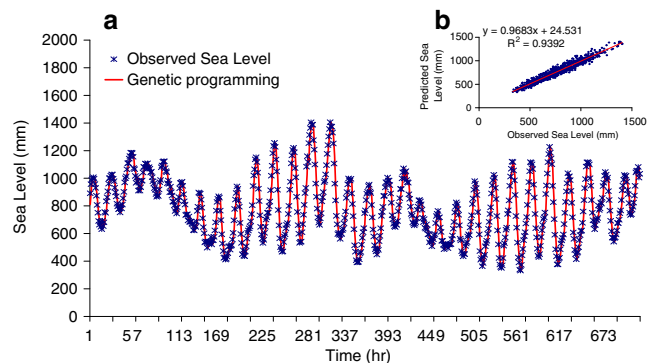 a
b
2000
1800
1600
1400
1200
1000
800
600
400
200
0
Sea Level (mm)
Observed Sea Level
Genetic programming
1 57 113 169 225 281 337 393 449 505 561 617 673
Time (hr)
y = 0.9683x + 24.531
R² = 0.9392
Predicted Sea
Level (mm)
1500
1000
500
0
0 500 1000 1500
Observed Sea Level (mm)